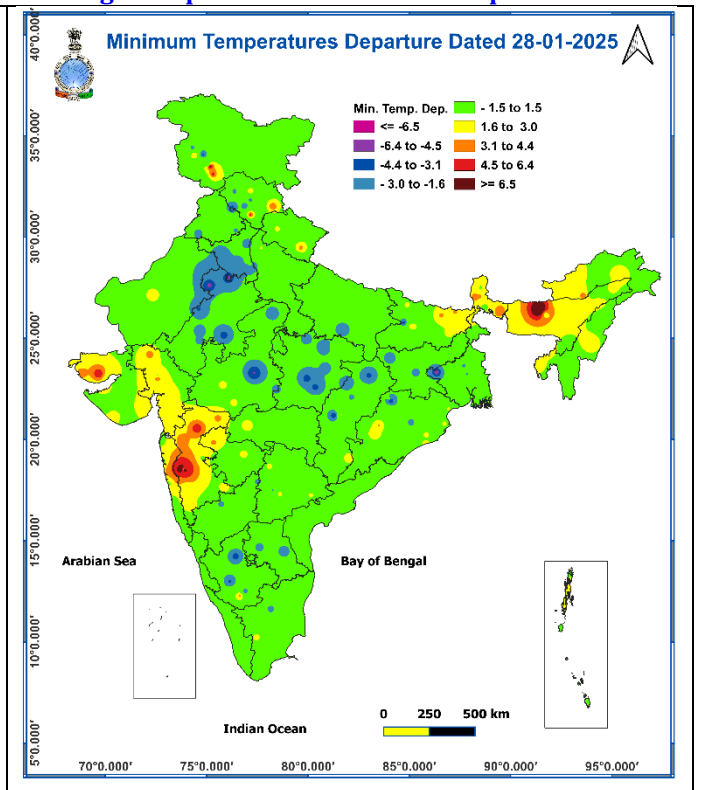 Minimum Temperatures Departure Dated 28-01-2025
Min. Temp. Dep.
<= -6.5
-6.4 to -4.5
-4.4 to -3.1
- 3.0 to -1.6
- 1.5 to 1.5
1.6 to 3.0
3.1 to 4.4
4.5 to 6.4
>= 6.5
40°0.000'
35°0.000'
30°0.000'
25°0.000'
20°0.000'
15°0.000'
10°0.000'
5°0.000'
Arabian Sea
Bay of Bengal
Indian Ocean
0 250 500 km
70°0.000' 75°0.000' 80°0.000' 85°0.000' 90°0.000' 95°0.000'